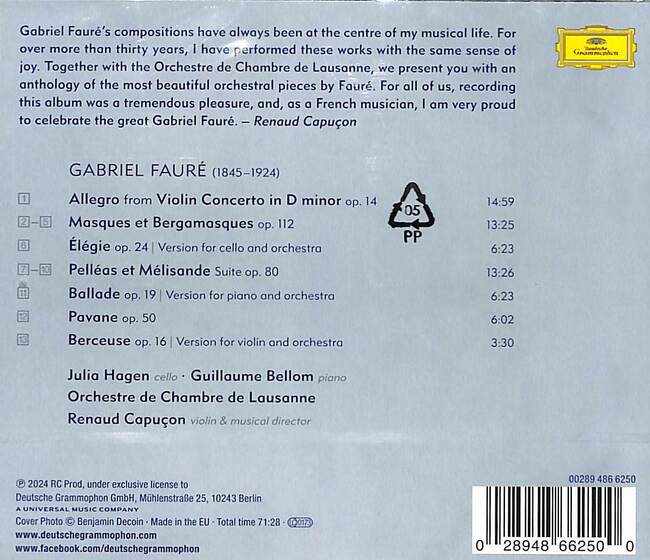 Gabriel Fauré's compositions have always been at the centre of my musical life. For
over more than thirty years, I have performed these works with the same sense of
joy. Together with the Orchestre de Chambre de Lausanne, we present you with an
anthology of the most beautiful orchestral pieces by Fauré. For all of us, recording
this album was a tremendous pleasure, and, as a French musician, I am very proud
to celebrate the great Gabriel Fauré. – Renaud Capuçon
Deutsche
Grammophon
GABRIEL FAURÉ (1845–1924)
1 Allegro from Violin Concerto in D minor op. 14 14:59
2–5 Masques et Bergamasques op. 112 13:25
6 Élégie op. 24 | Version for cello and orchestra 6:23
7–10 Pelléas et Mélisande Suite op. 80 13:26
11 Ballade op. 19 | Version for piano and orchestra 6:23
12 Pavane op. 50 6:02
13 Berceuse op. 16 | Version for violin and orchestra 3:30
05
PP
Julia Hagen cello · Guillaume Bellom piano
Orchestre de Chambre de Lausanne
Renaud Capuçon violin & musical director
℗ 2024 RC Prod, under exclusive license to
Deutsche Grammophon GmbH, Mühlenstraße 25, 10243 Berlin
A UNIVERSAL MUSIC COMPANY
Cover Photo © Benjamin Decoin · Made in the EU · Total time 71:28 · LC 0173
www.deutschegrammophon.com
www.facebook.com/deutschegrammophon
00289 486 6250
0 28948 66250 0